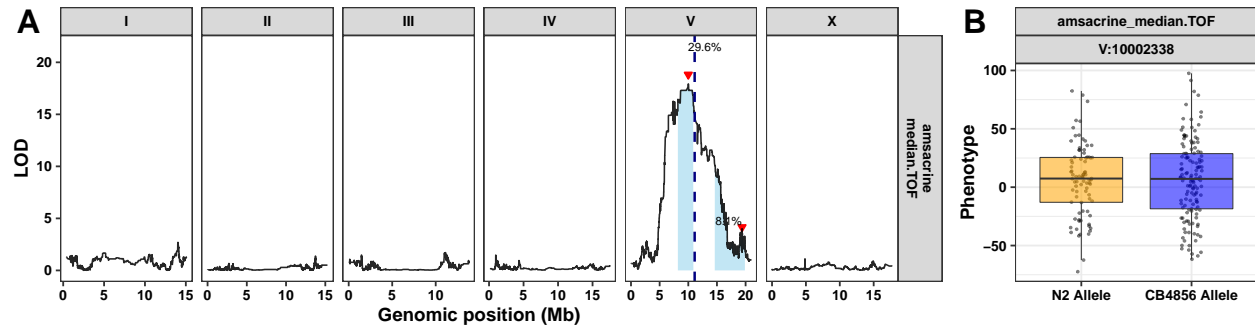 A
I II III IV V X
LOD
20
15
10
5
0
29.6%
8.1%
amsacrine
median.TOF
0 5 10 15 0 5 10 15 0 5 10 0 5 10 15 0 5 10 15 20 0 5 10 15
Genomic position (Mb)
B
amsacrine_median.TOF
V:10002338
Phenotype
100
50
0
−50
N2 Allele CB4856 Allele